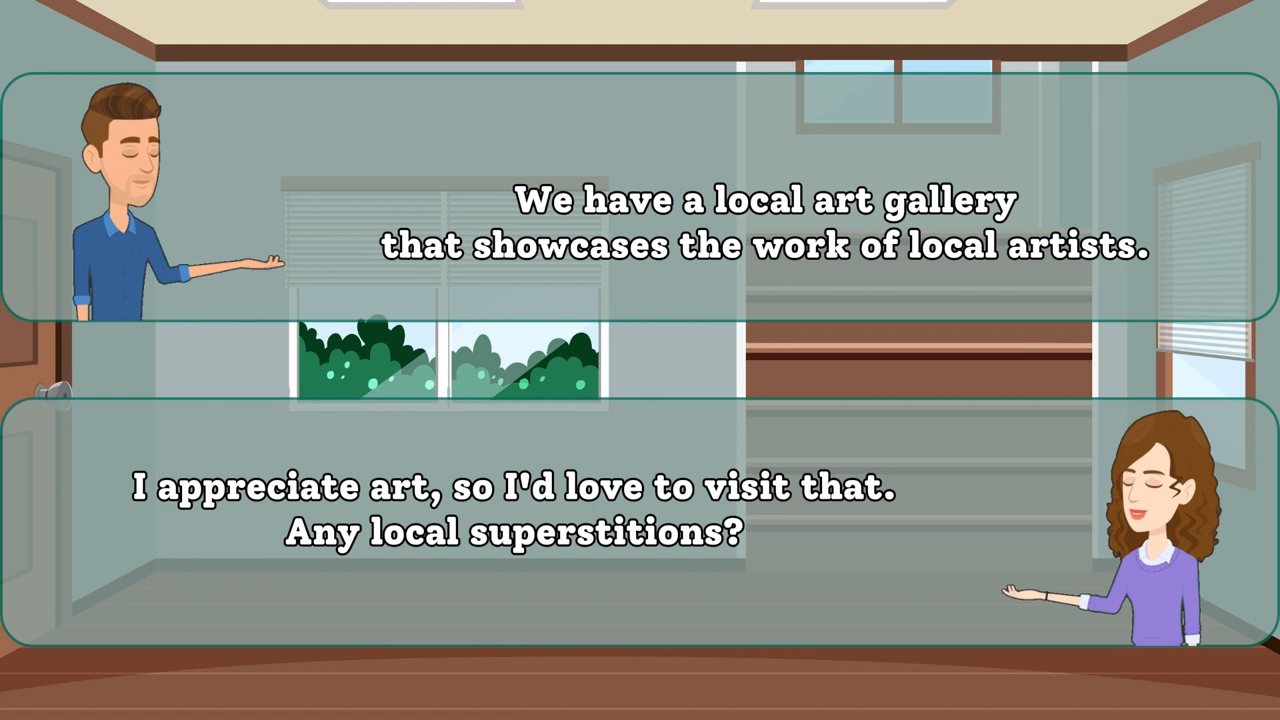 We have a local art gallery
that showcases the work of local artists.
I appreciate art, so I'd love to visit that.
Any local superstitions?